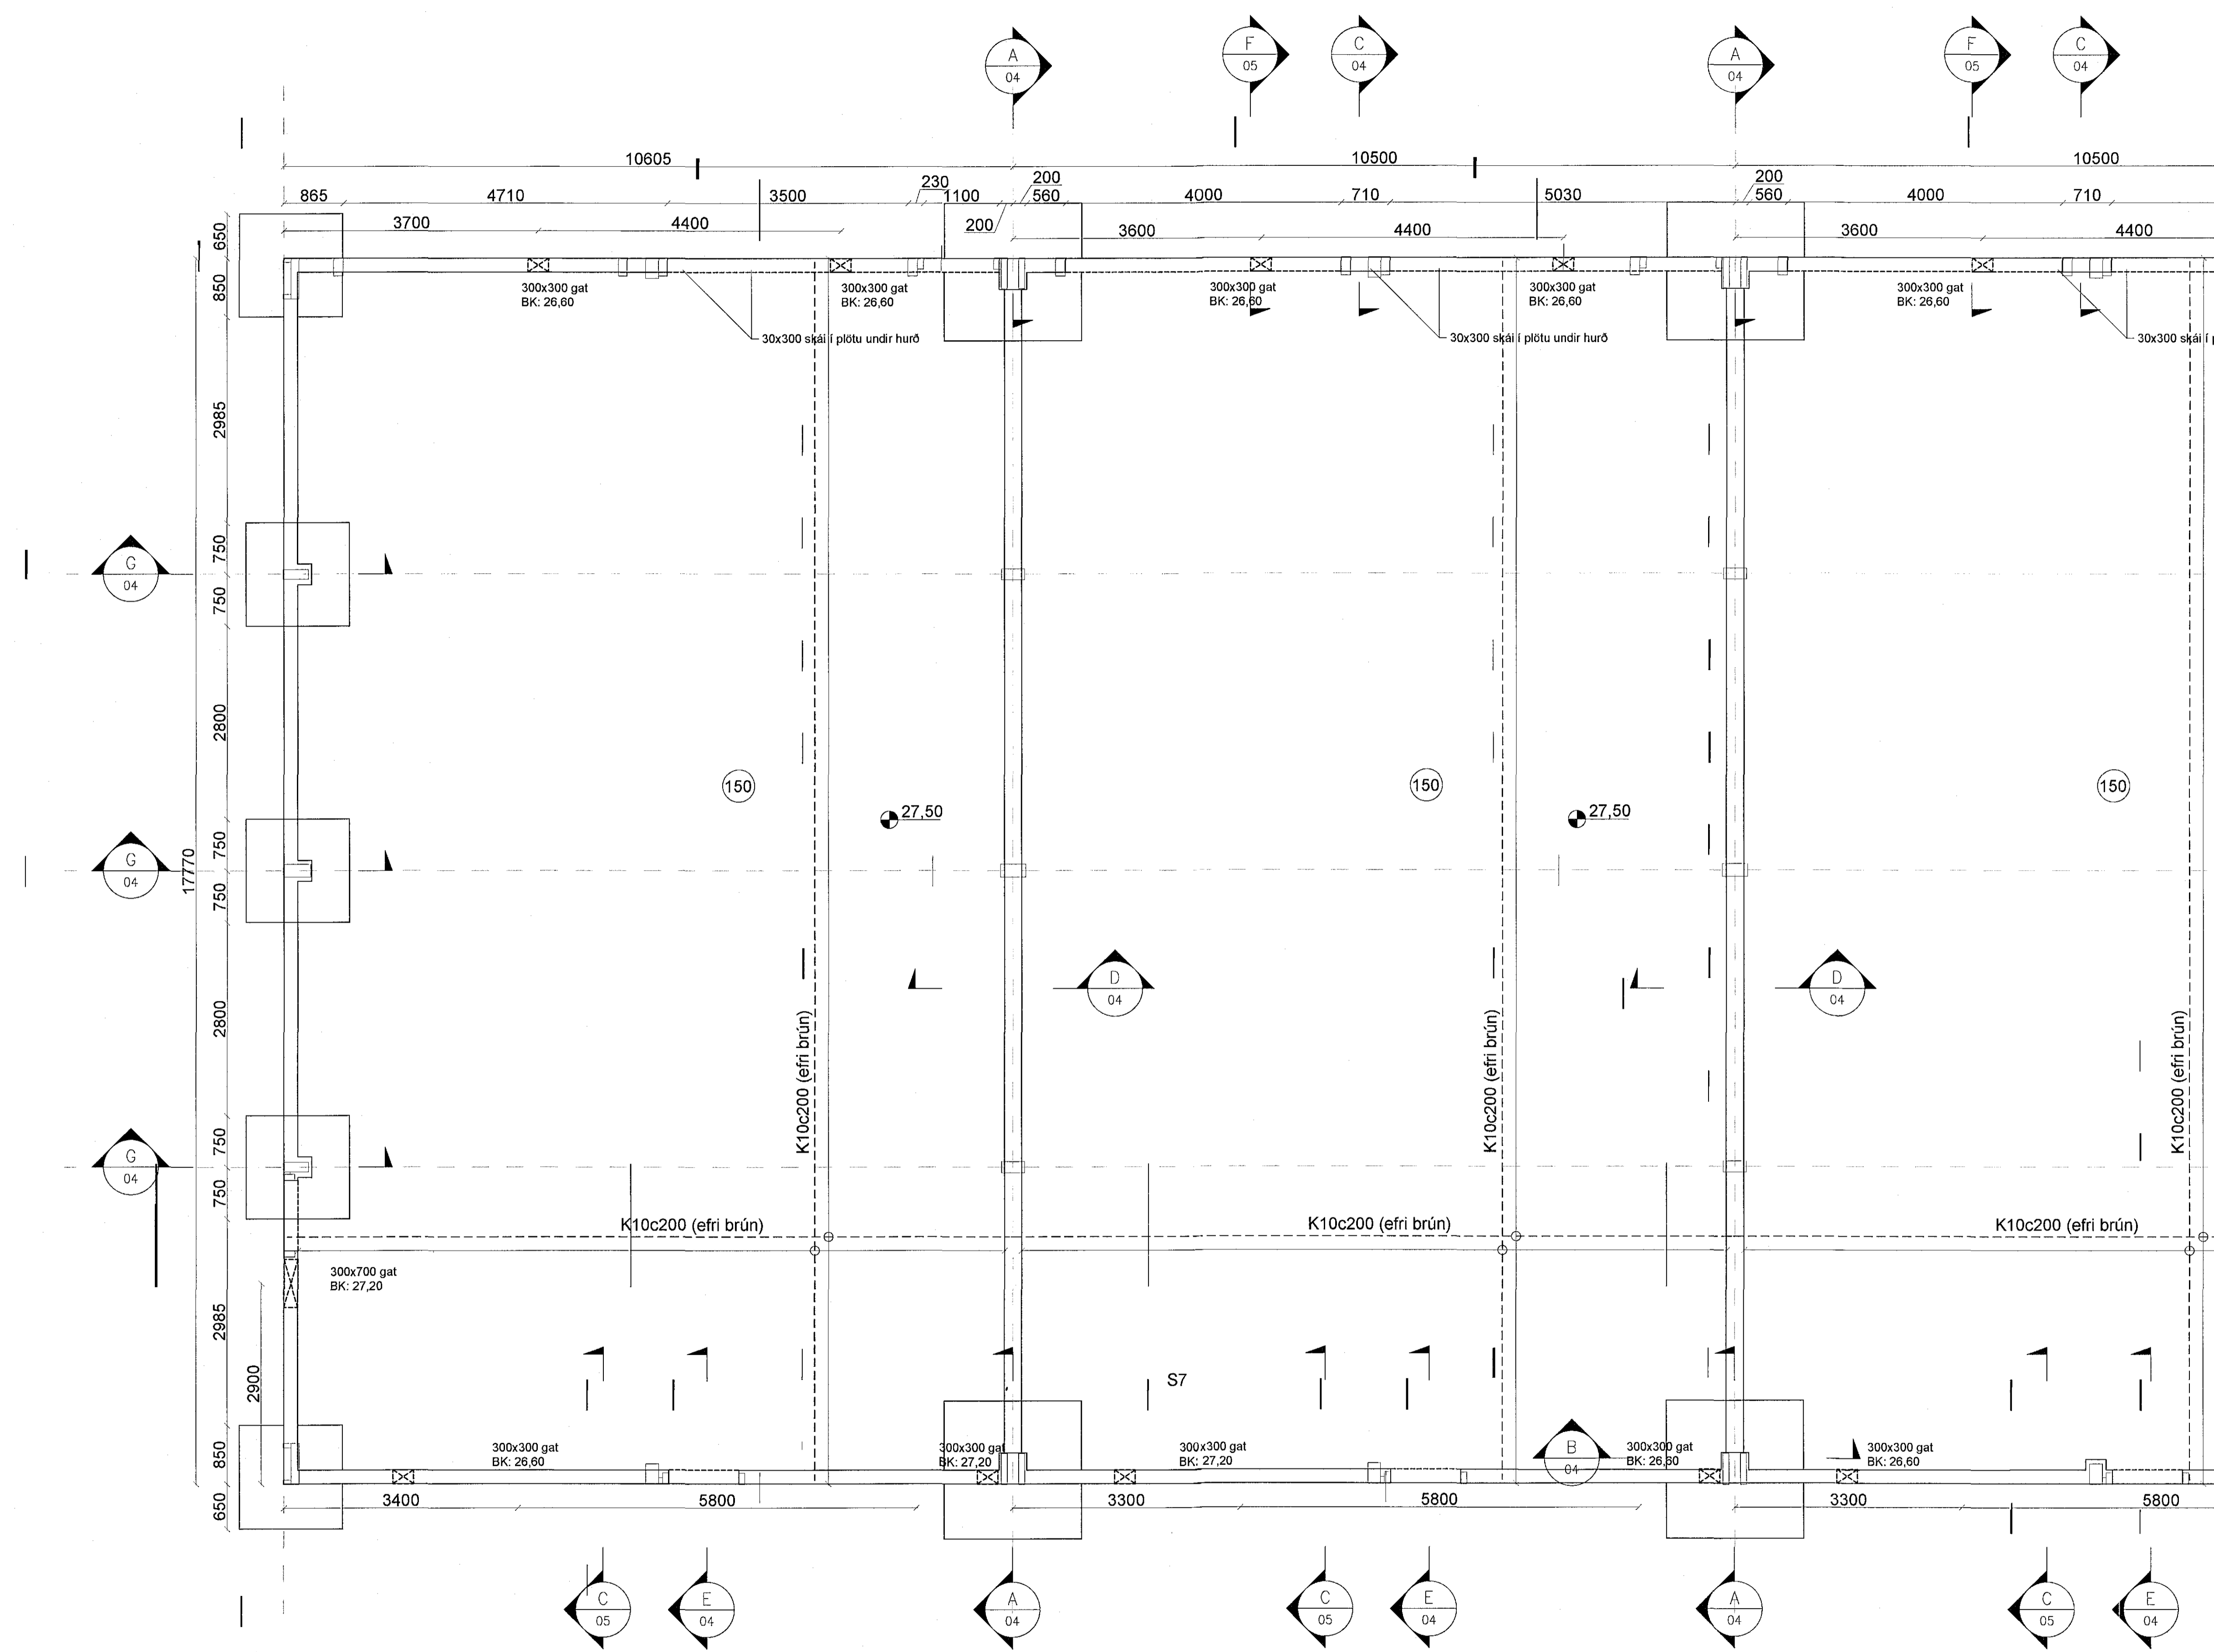 A
04
F
05
C
04
A
04
F
05
C
04
10605
10500
10500
865
4710
3500
230
1100
200
200
560
4000
710
5030
200
560
4000
710
3700
4400
3600
4400
3600
4400
300x300 gat
BK: 26,60
300x300 gat
BK: 26,60
300x300 gat
BK: 26,60
300x300 gat
BK: 26,60
300x300 gat
BK: 26,60
30x300 skái í plötu undir hurð
30x300 skái í plötu undir hurð
30x300 skái í
650
850
2985
750
750
2800
750
750
2800
750
750
2985
850
650
17770
2900
G
04
G
04
G
04
150
150
150
27,50
27,50
D
04
D
04
K10c200 (efri brún)
K10c200 (efri brún)
K10c200 (efri brún)
K10c200 (efri brún)
K10c200 (efri brún)
K10c200 (efri brún)
300x700 gat
BK: 27,20
S7
300x300 gat
BK: 26,60
300x300 gat
BK: 27,20
300x300 gat
BK: 27,20
B
04
300x300 gat
BK: 26,60
300x300 gat
BK: 26,60
3400
5800
3300
5800
3300
5800
C
05
E
04
A
04
C
05
E
04
A
04
C
05
E
04